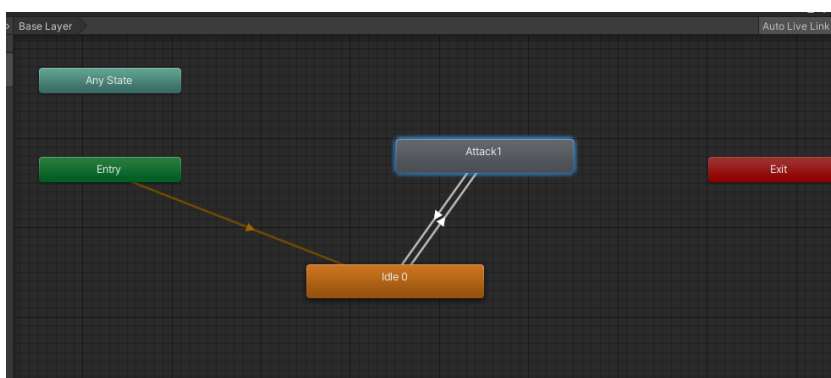 Base Layer
Auto Live Link
Any State
Attack1
Entry
Exit
Idle 0